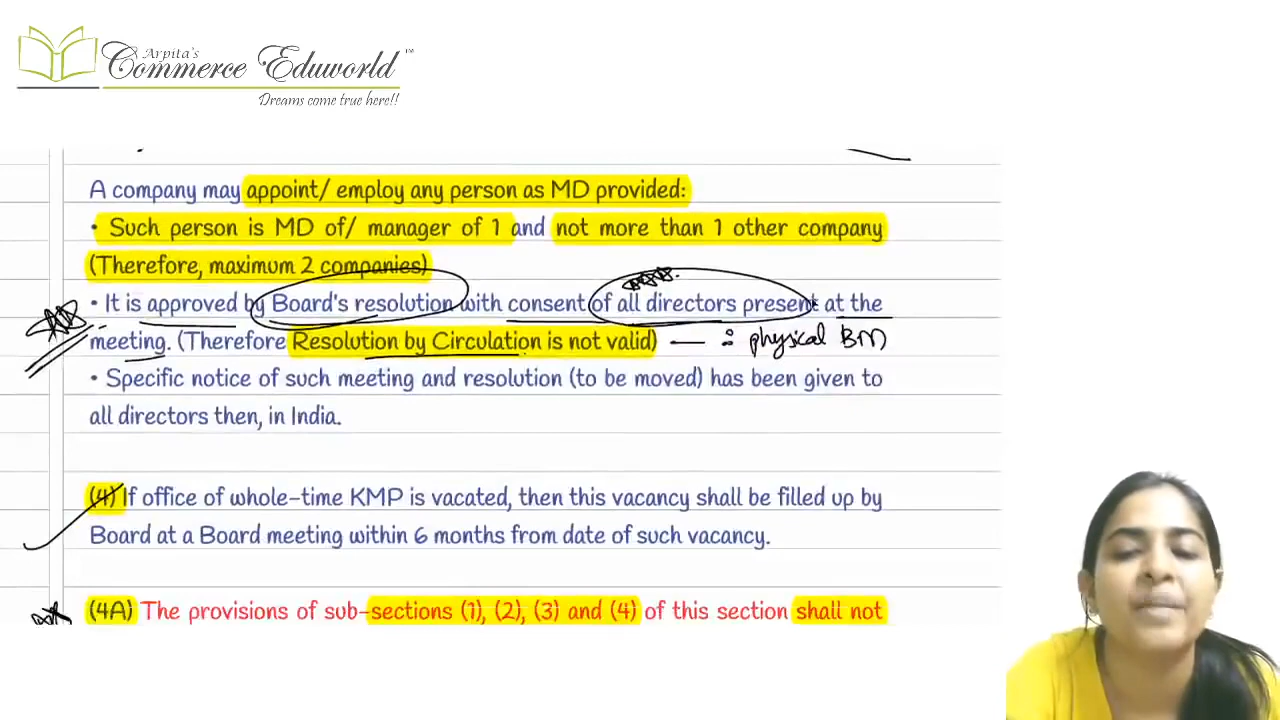 Arpita's
Commerce Eduworld™
Dreams come true here!!
A company may appoint/ employ any person as MD provided:
• Such person is MD of/ manager of 1 and not more than 1 other company
(Therefore, maximum 2 companies)
• It is approved by Board's resolution with consent of all directors present at the
meeting. (Therefore Resolution by Circulation is not valid) — : physical BM
• Specific notice of such meeting and resolution (to be moved) has been given to
all directors then, in India.
(4) If office of whole-time KMP is vacated, then this vacancy shall be filled up by
Board at a Board meeting within 6 months from date of such vacancy.
(4A) The provisions of sub-sections (1), (2), (3) and (4) of this section shall not